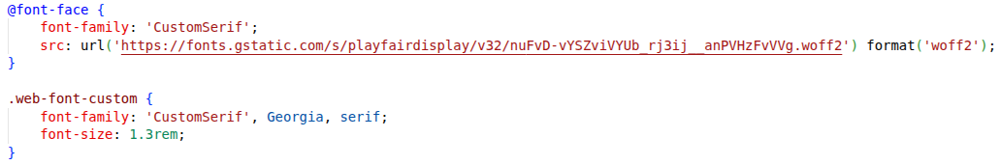 @font-face {
    font-family: 'CustomSerif';
    src: url('https://fonts.gstatic.com/s/playfairdisplay/v32/nuFvD-vYSZviVYUb_rj3ij__anPVHzFvVVg.woff2') format('woff2');
}

.web-font-custom {
    font-family: 'CustomSerif', Georgia, serif;
    font-size: 1.3rem;
}